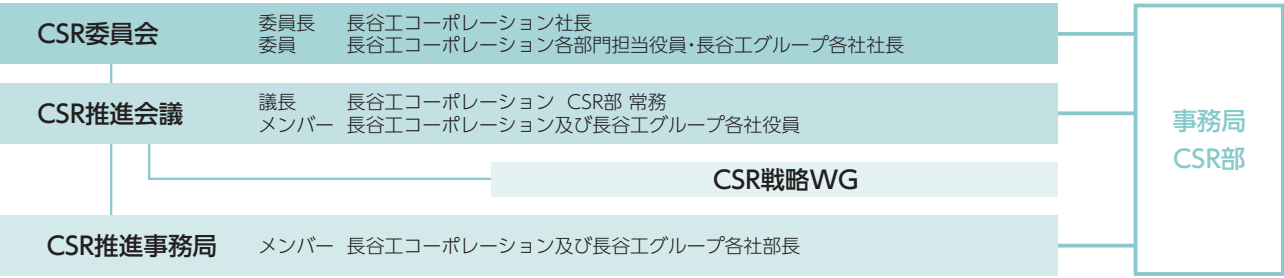 CSR委員会
委員長 長谷工コーポレーション社長
委員 長谷工コーポレーション各部門担当役員・長谷工グループ各社社長
CSR推進会議
議長 長谷工コーポレーション CSR部 常務
メンバー 長谷工コーポレーション及び長谷工グループ各社役員
CSR戦略WG
CSR推進事務局
メンバー 長谷工コーポレーション及び長谷工グループ各社部長
事務局
CSR部